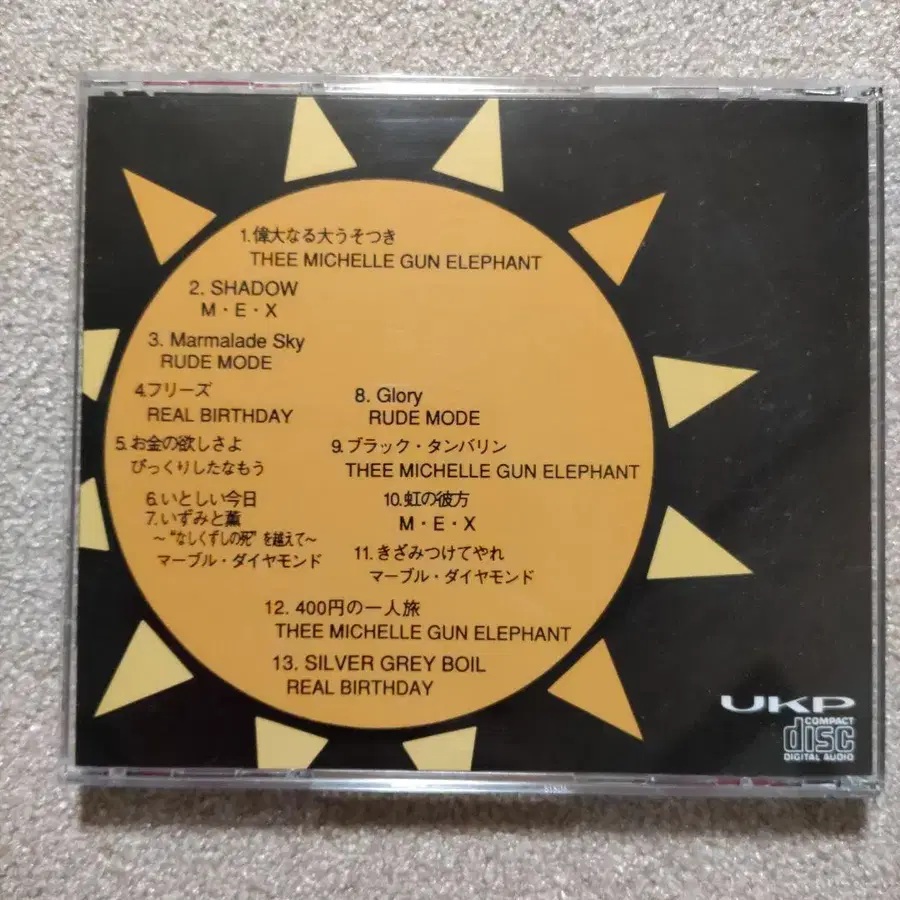 1.偉大なる大うそつき
THEE MICHELLE GUN ELEPHANT
2. SHADOW
M・E・X
3. Marmalade Sky
RUDE MODE
4.フリーズ
REAL BIRTHDAY
5.お金の欲しさよ
びっくりしたなもう
6.いとしい今日
7.いずみと薫
～“なしくずしの死”を越えて～
マーブル・ダイヤモンド
8. Glory
RUDE MODE
9.ブラック・タンバリン
THEE MICHELLE GUN ELEPHANT
10.虹の彼方
M・E・X
11.きざみつけてやれ
マーブル・ダイヤモンド
12. 400円の一人旅
THEE MICHELLE GUN ELEPHANT
13. SILVER GREY BOIL
REAL BIRTHDAY
UKP
COMPACT
disc
DIGITAL AUDIO